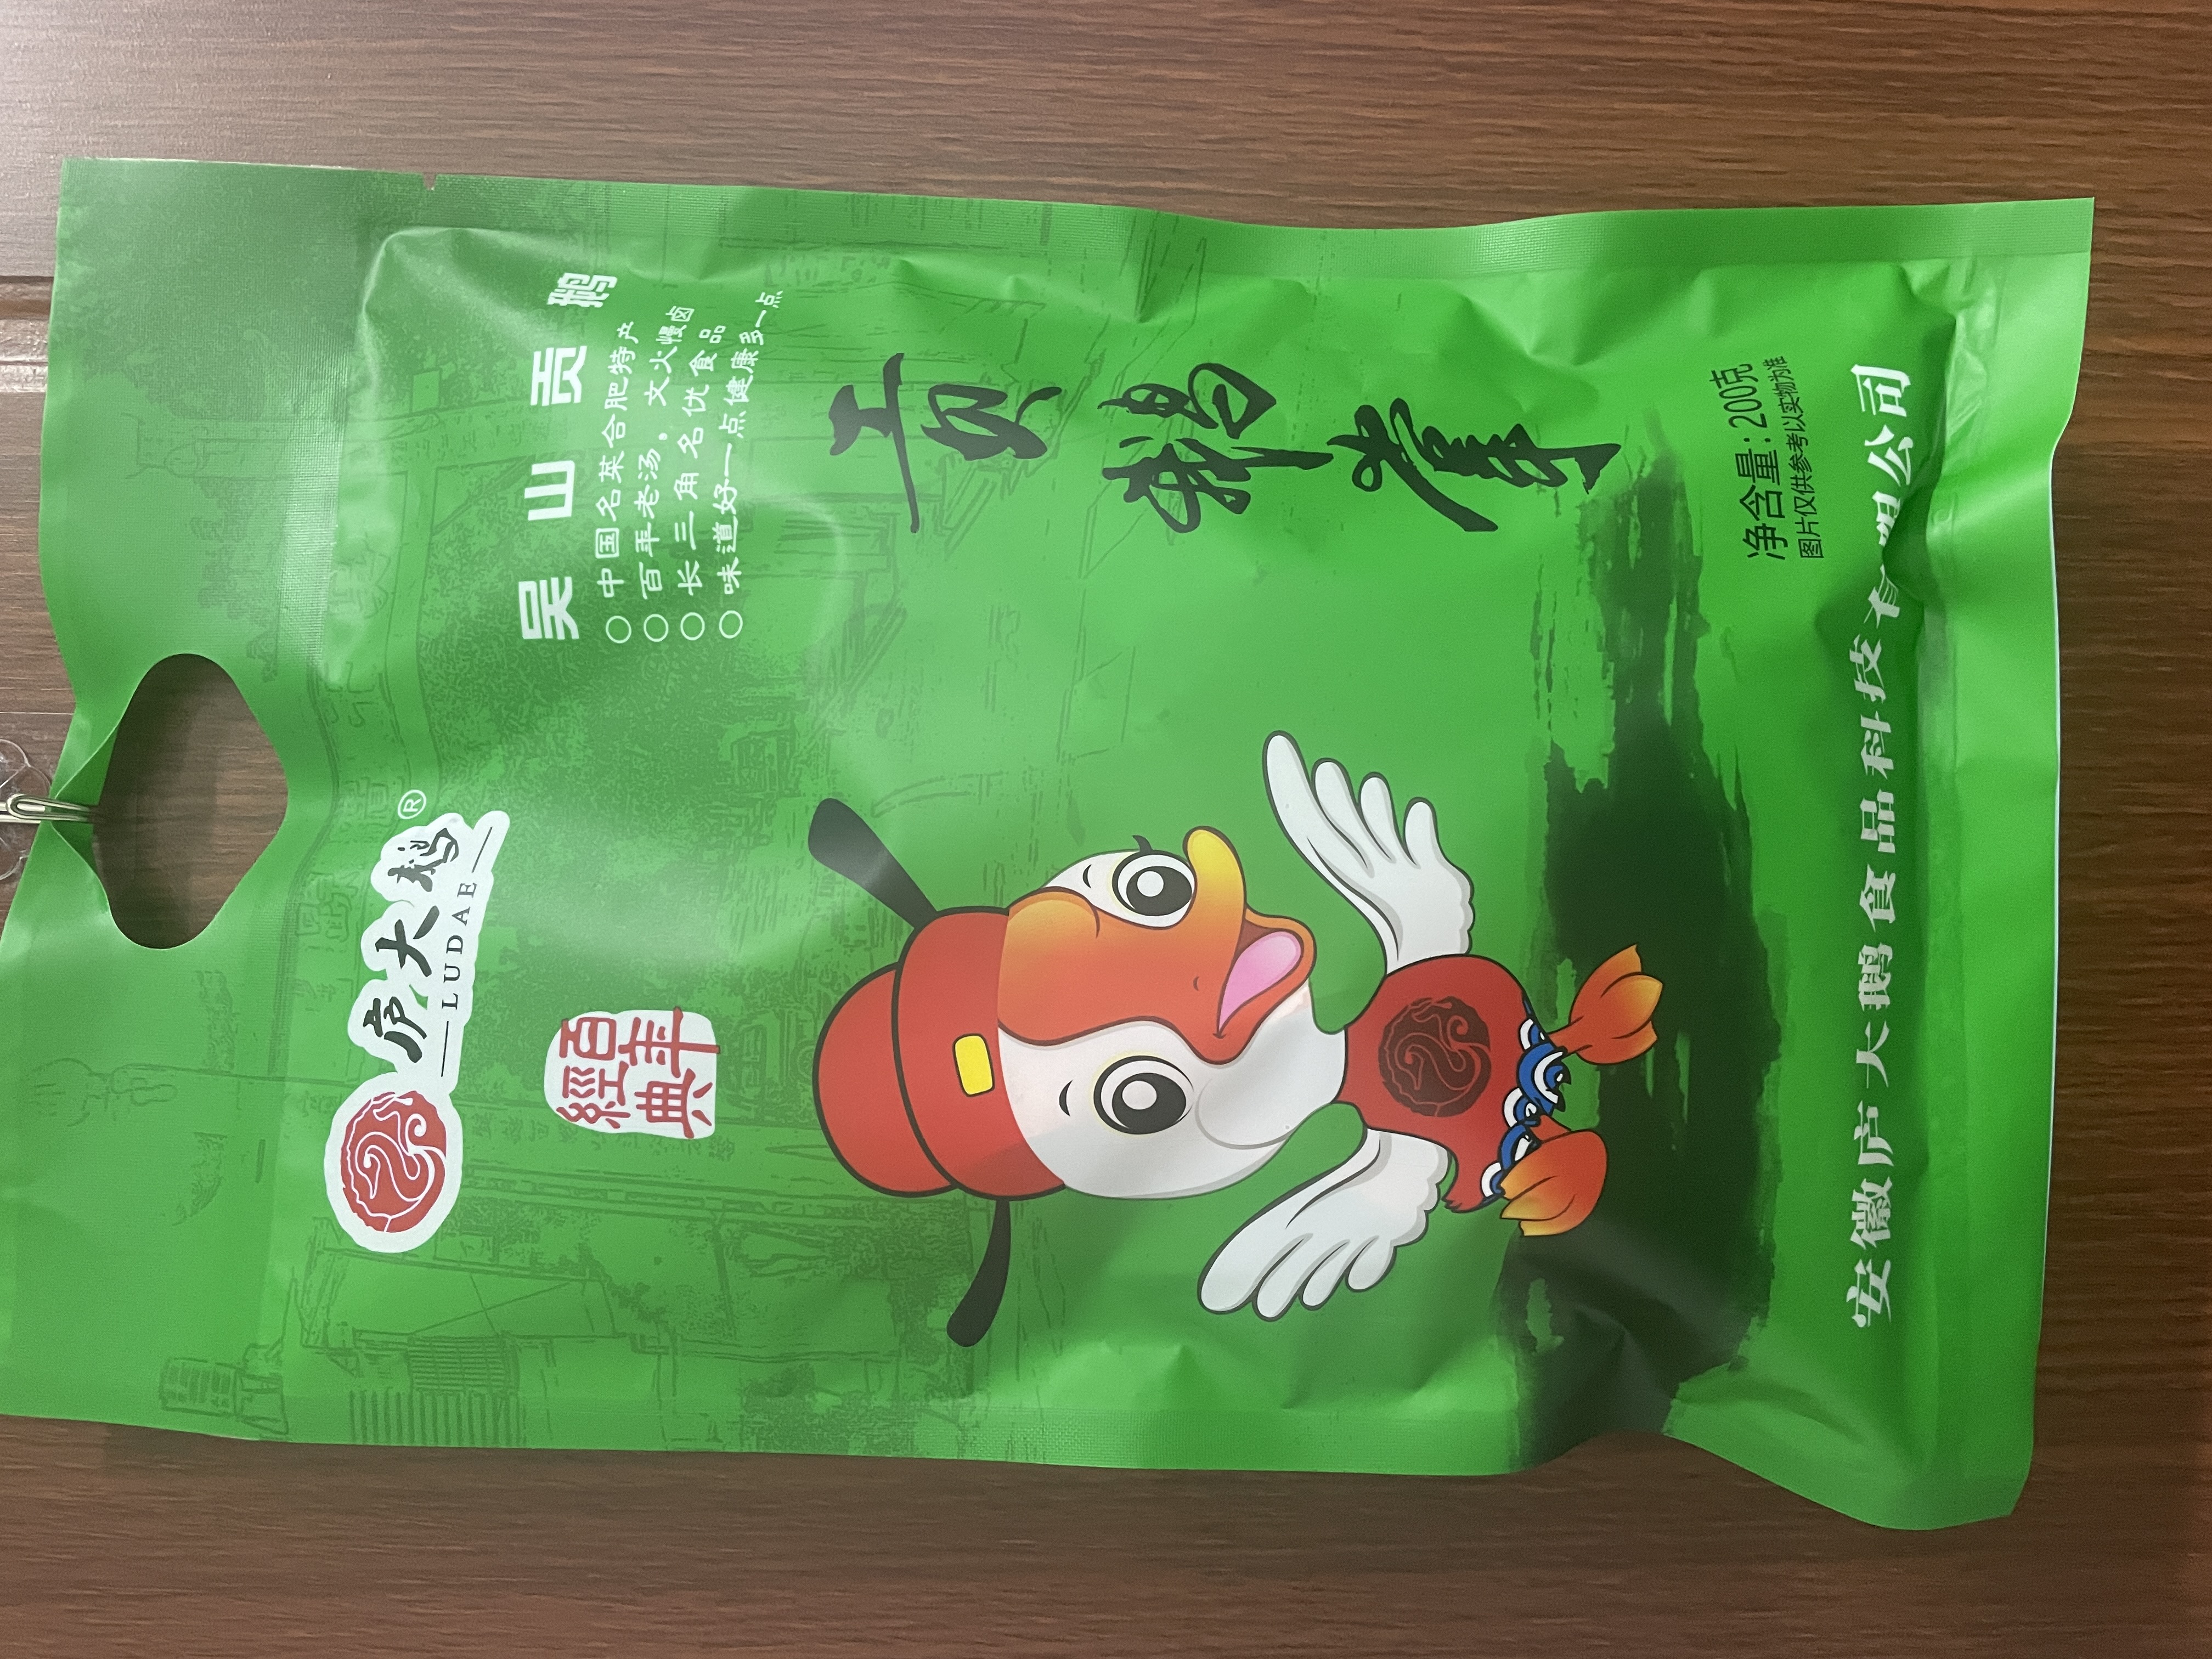 庐大鹅®
LUDAE
吴山贡鹅
中国名菜合肥特产
百年老汤，文火慢卤
长三角名优食品
味道好一点健康多一点
百年
經典
贡鹅掌
净含量:200克
图片仅供参考以实物为准
安徽庐大鹅食品科技有限公司